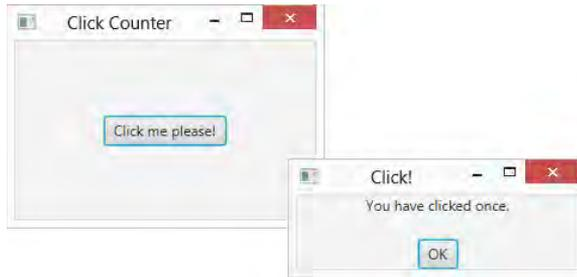 Click Counter
Click me please!
Click!
You have clicked once.
OK